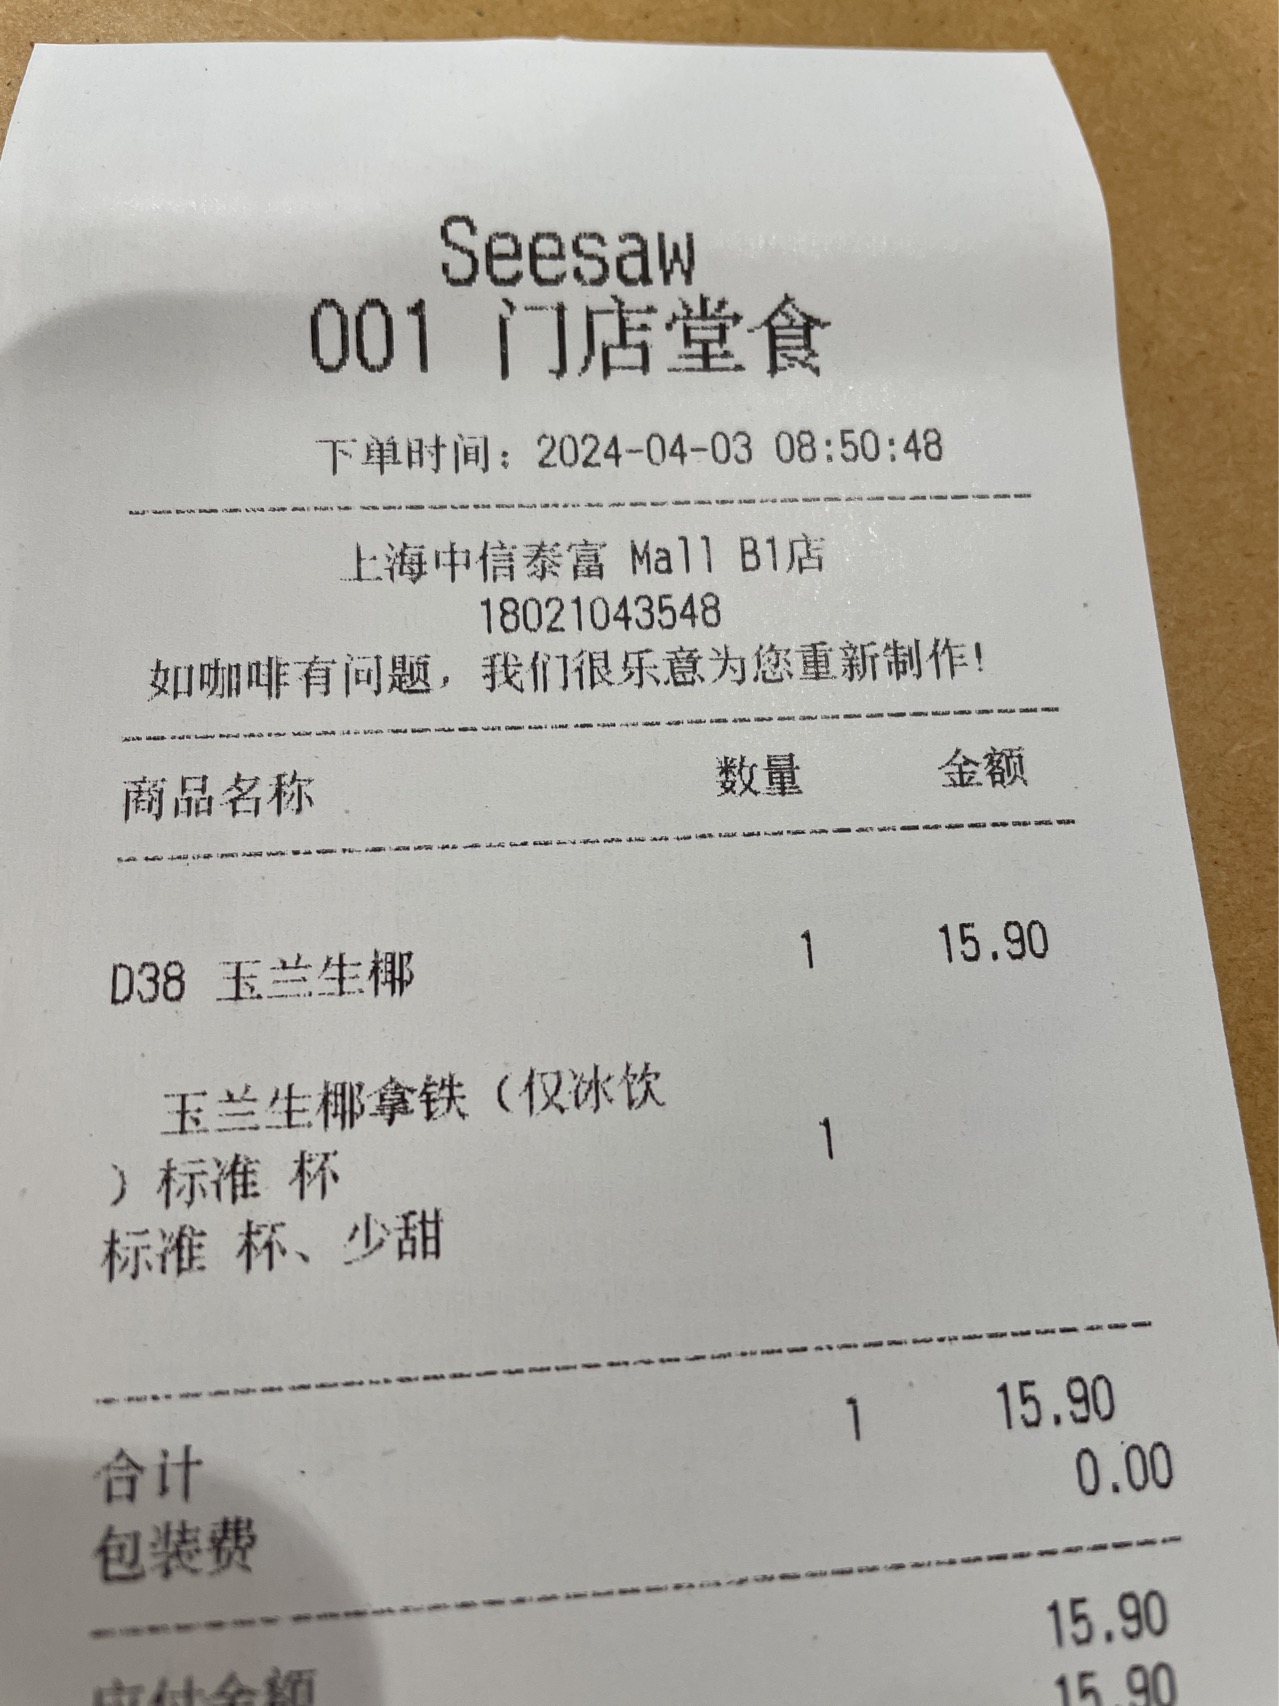 Seesaw
001 门店堂食
下单时间：2024-04-03 08:50:48
上海中信泰富 Mall B1店
18021043548
如咖啡有问题，我们很乐意为您重新制作！
商品名称 数量 金额
D38 玉兰生椰 1 15.90
玉兰生椰拿铁（仅冰饮
）标准 杯 1
标准 杯、少甜
合计 1 15.90
包装费 0.00
应付金额 15.90
15.90